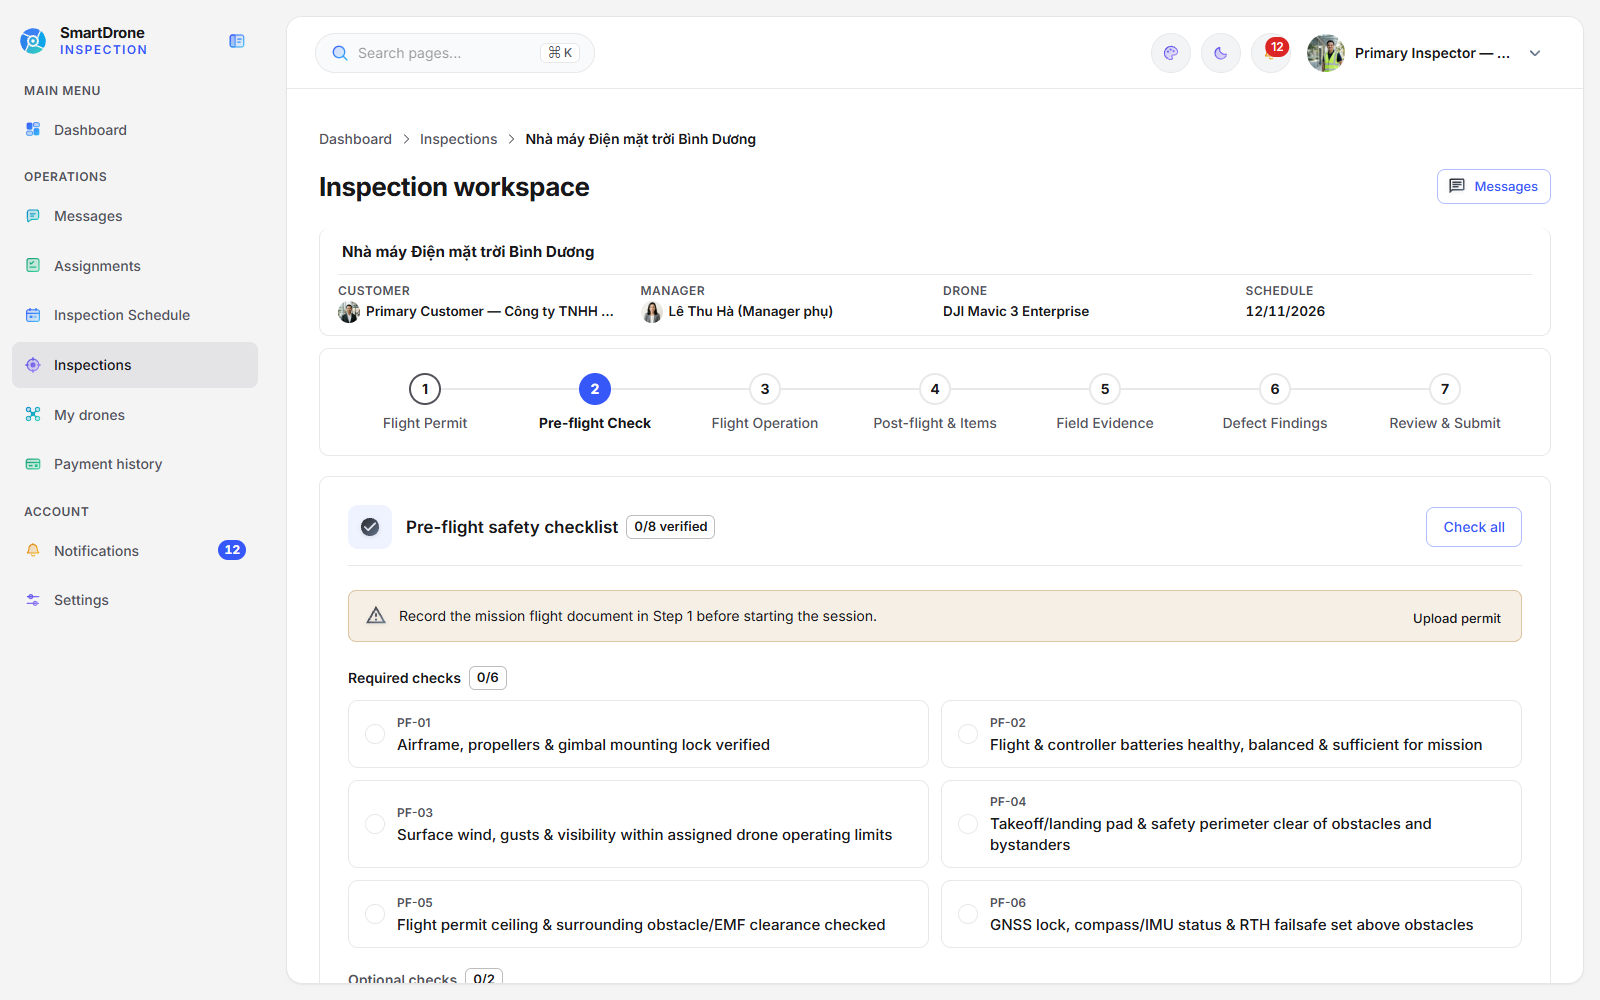 SmartDrone
INSPECTION
MAIN MENU
Dashboard
OPERATIONS
Messages
Assignments
Inspection Schedule
Inspections
My drones
Payment history
ACCOUNT
Notifications
12
Settings
Search pages...
⌘ K
12
Primary Inspector — ...
Dashboard > Inspections > Nhà máy Điện mặt trời Bình Dương
Inspection workspace
Messages
Nhà máy Điện mặt trời Bình Dương
CUSTOMER
Primary Customer — Công ty TNHH ...
MANAGER
Lê Thu Hà (Manager phụ)
DRONE
DJI Mavic 3 Enterprise
SCHEDULE
12/11/2026
1
Flight Permit
2
Pre-flight Check
3
Flight Operation
4
Post-flight & Items
5
Field Evidence
6
Defect Findings
7
Review & Submit
Pre-flight safety checklist
0/8 verified
Check all
Record the mission flight document in Step 1 before starting the session.
Upload permit
Required checks
0/6
PF-01
Airframe, propellers & gimbal mounting lock verified
PF-02
Flight & controller batteries healthy, balanced & sufficient for mission
PF-03
Surface wind, gusts & visibility within assigned drone operating limits
PF-04
Takeoff/landing pad & safety perimeter clear of obstacles and
bystanders
PF-05
Flight permit ceiling & surrounding obstacle/EMF clearance checked
PF-06
GNSS lock, compass/IMU status & RTH failsafe set above obstacles
Optional checks
0/2